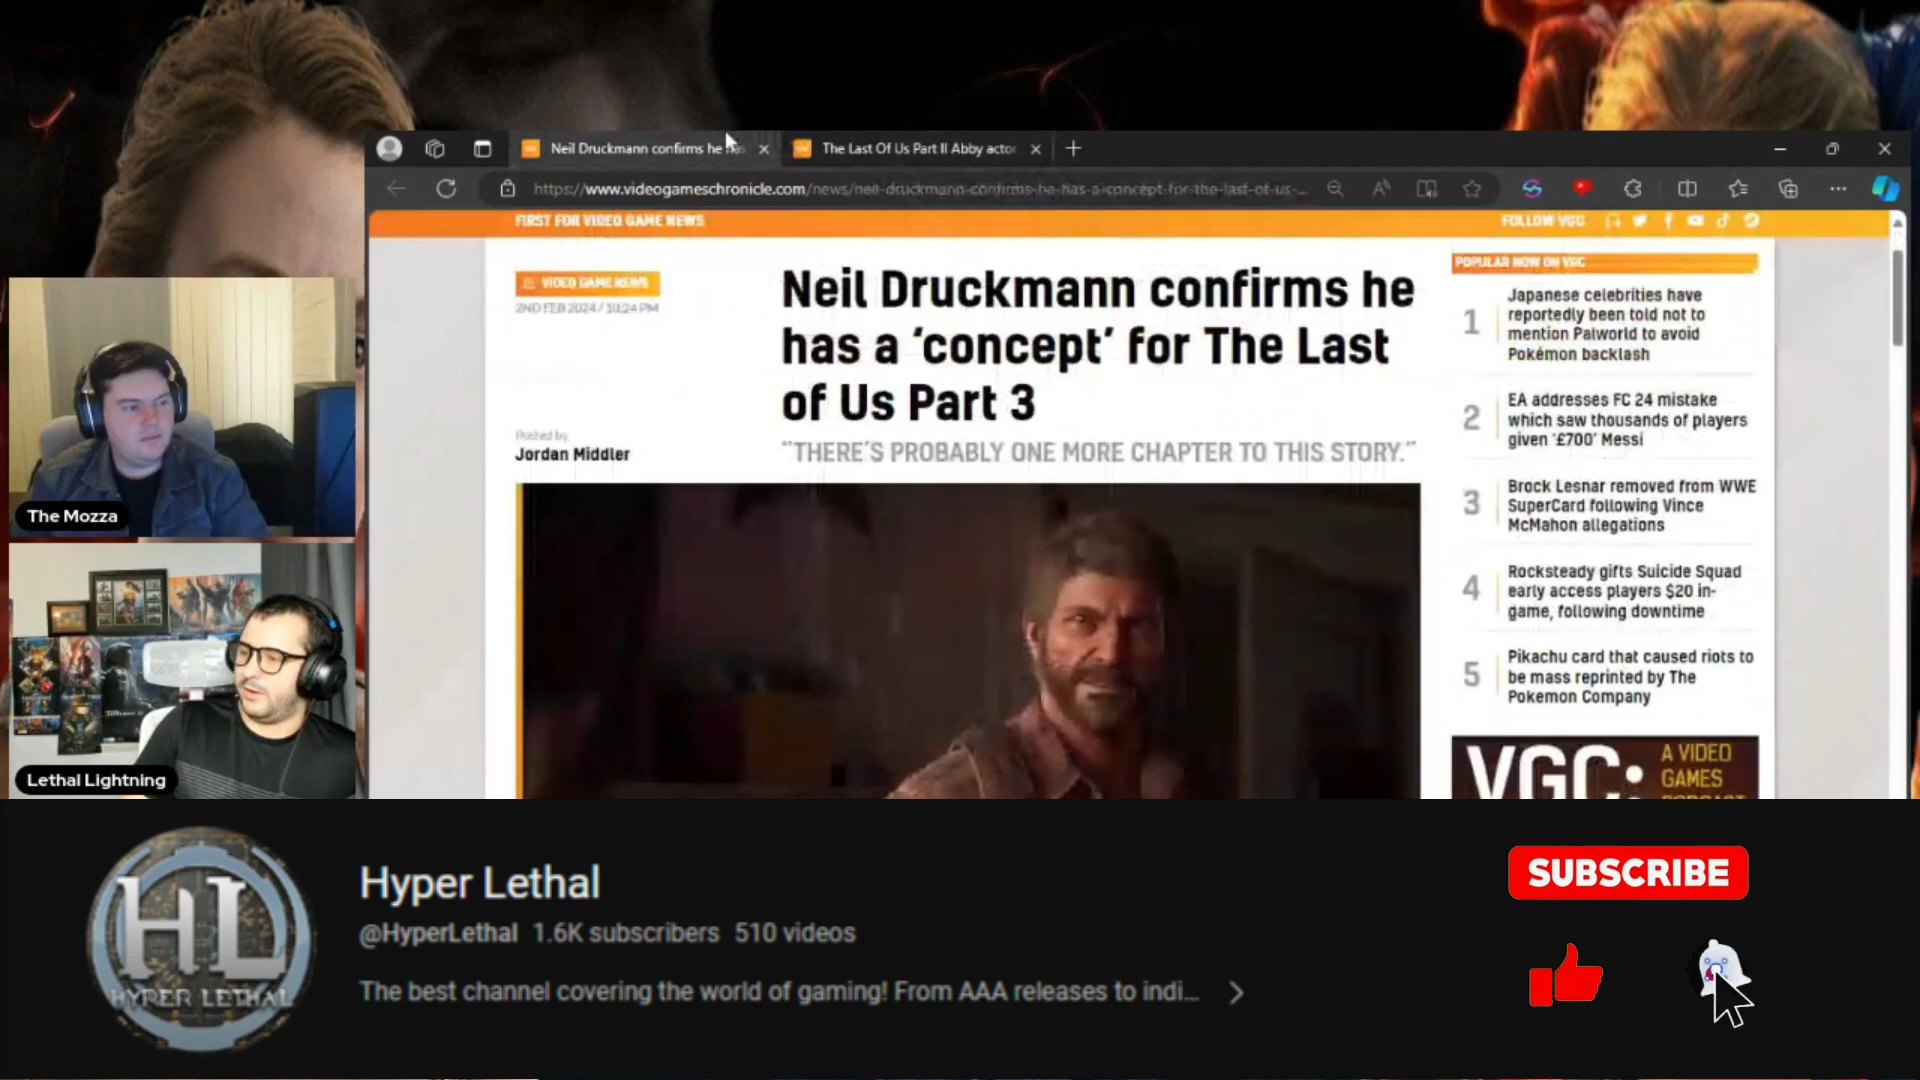 Neil Druckmann confirms he has
The Last Of Us Part II Abby actor
https://www.videogameschronicle.com/news/neil-druckmann-confirms-he-has-a-concept-for-the-last-of-us-...
FIRST FOR VIDEO GAME NEWS
FOLLOW VGC
VIDEO GAME NEWS
2ND FEB 2024 / 10:24 PM
Neil Druckmann confirms he
has a ‘concept’ for The Last
of Us Part 3
Posted by
Jordan Middler
“THERE’S PROBABLY ONE MORE CHAPTER TO THIS STORY.”
POPULAR NOW ON VGC
1
Japanese celebrities have
reportedly been told not to
mention Palworld to avoid
Pokémon backlash
2
EA addresses FC 24 mistake
which saw thousands of players
given ‘£700’ Messi
3
Brock Lesnar removed from WWE
SuperCard following Vince
McMahon allegations
4
Rocksteady gifts Suicide Squad
early access players $20 in-
game, following downtime
5
Pikachu card that caused riots to
be mass reprinted by The
Pokemon Company
VGC:
A VIDEO
GAMES
PODCAST
The Mozza
Lethal Lightning
HL
HYPER LETHAL
Hyper Lethal
@HyperLethal 1.6K subscribers 510 videos
The best channel covering the world of gaming! From AAA releases to indi...
SUBSCRIBE